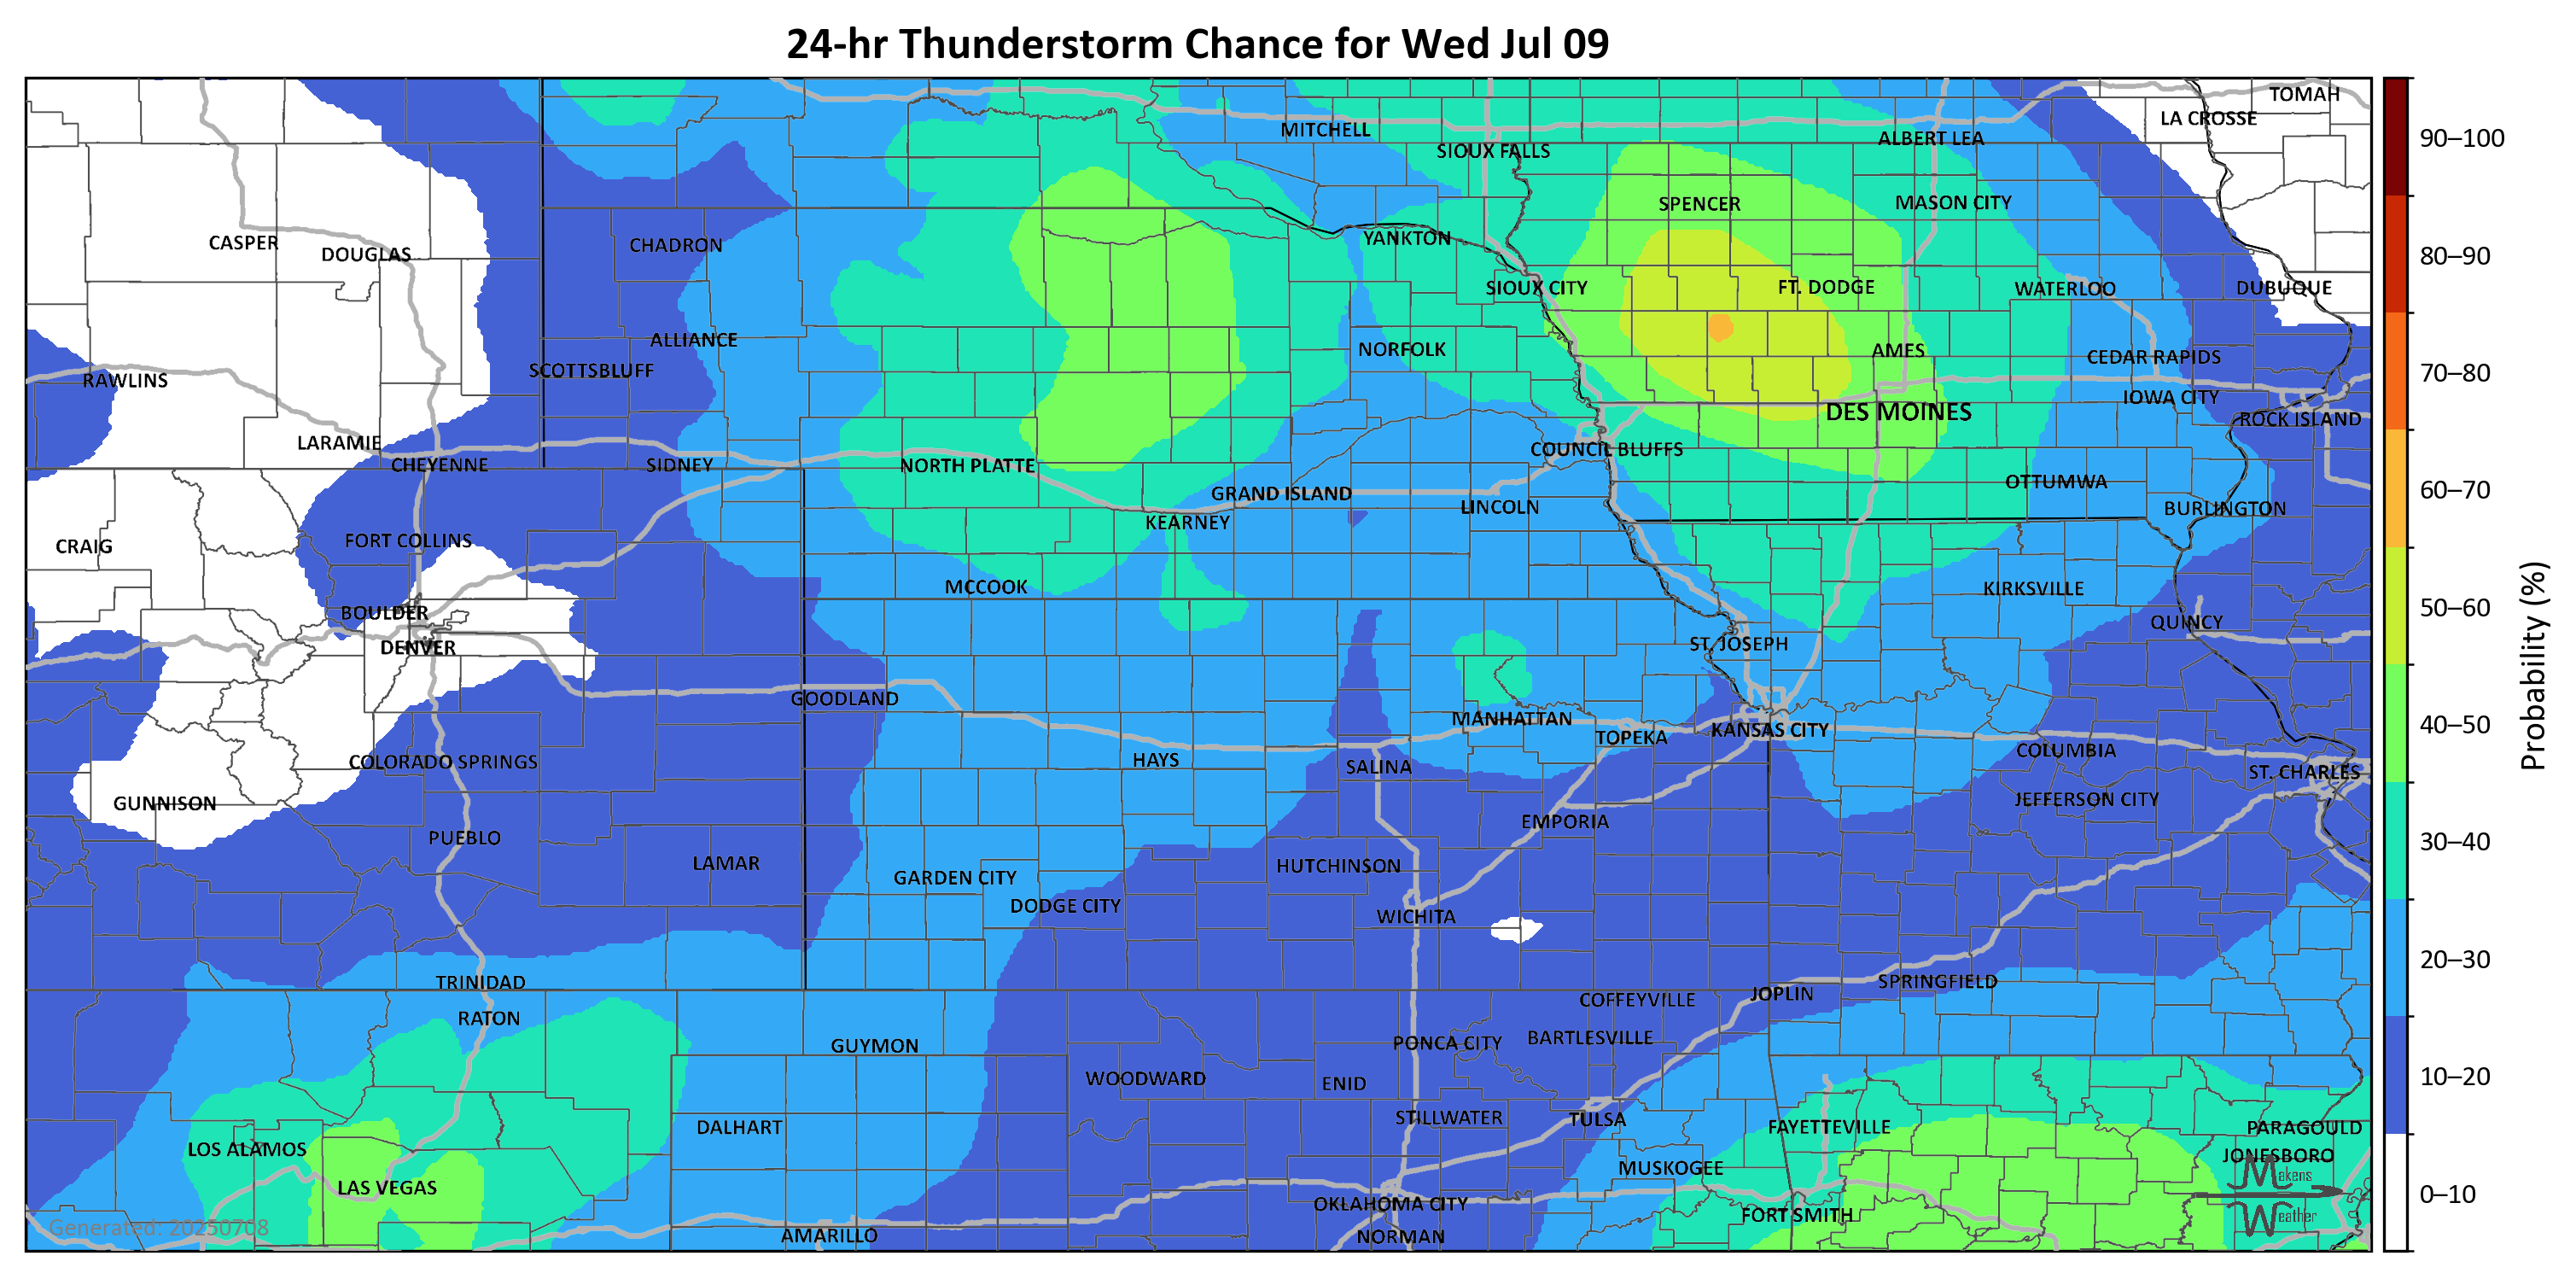 24-hr Thunderstorm Chance for Wed Jul 09
TOMAH
LA CROSSE
MITCHELL
ALBERT LEA
SIOUX FALLS
SPENCER
MASON CITY
CASPER
DOUGLAS
CHADRON
YANKTON
SIOUX CITY
FT. DODGE
WATERLOO
DUBUQUE
ALLIANCE
NORFOLK
AMES
CEDAR RAPIDS
RAWLINS
SCOTTSBLUFF
IOWA CITY
DES MOINES
ROCK ISLAND
LARAMIE
COUNCIL BLUFFS
CHEYENNE
SIDNEY
NORTH PLATTE
OTTUMWA
GRAND ISLAND
LINCOLN
BURLINGTON
KEARNEY
CRAIG
FORT COLLINS
MCCOOK
KIRKSVILLE
BOULDER
QUINCY
DENVER
ST. JOSEPH
GOODLAND
MANHATTAN
TOPEKA
KANSAS CITY
COLUMBIA
COLORADO SPRINGS
HAYS
SALINA
ST. CHARLES
GUNNISON
JEFFERSON CITY
PUEBLO
EMPORIA
LAMAR
HUTCHINSON
GARDEN CITY
DODGE CITY
WICHITA
TRINIDAD
SPRINGFIELD
JOPLIN
COFFEYVILLE
RATON
GUYMON
PONCA CITY
BARTLESVILLE
WOODWARD
ENID
STILLWATER
TULSA
DALHART
FAYETTEVILLE
PARAGOULD
LOS ALAMOS
JONESBORO
MUSKOGEE
LAS VEGAS
OKLAHOMA CITY
FORT SMITH
AMARILLO
NORMAN
Generated: 20250708
Makens
Weather
90–100
80–90
70–80
60–70
50–60
40–50
30–40
20–30
10–20
0–10
Probability (%)